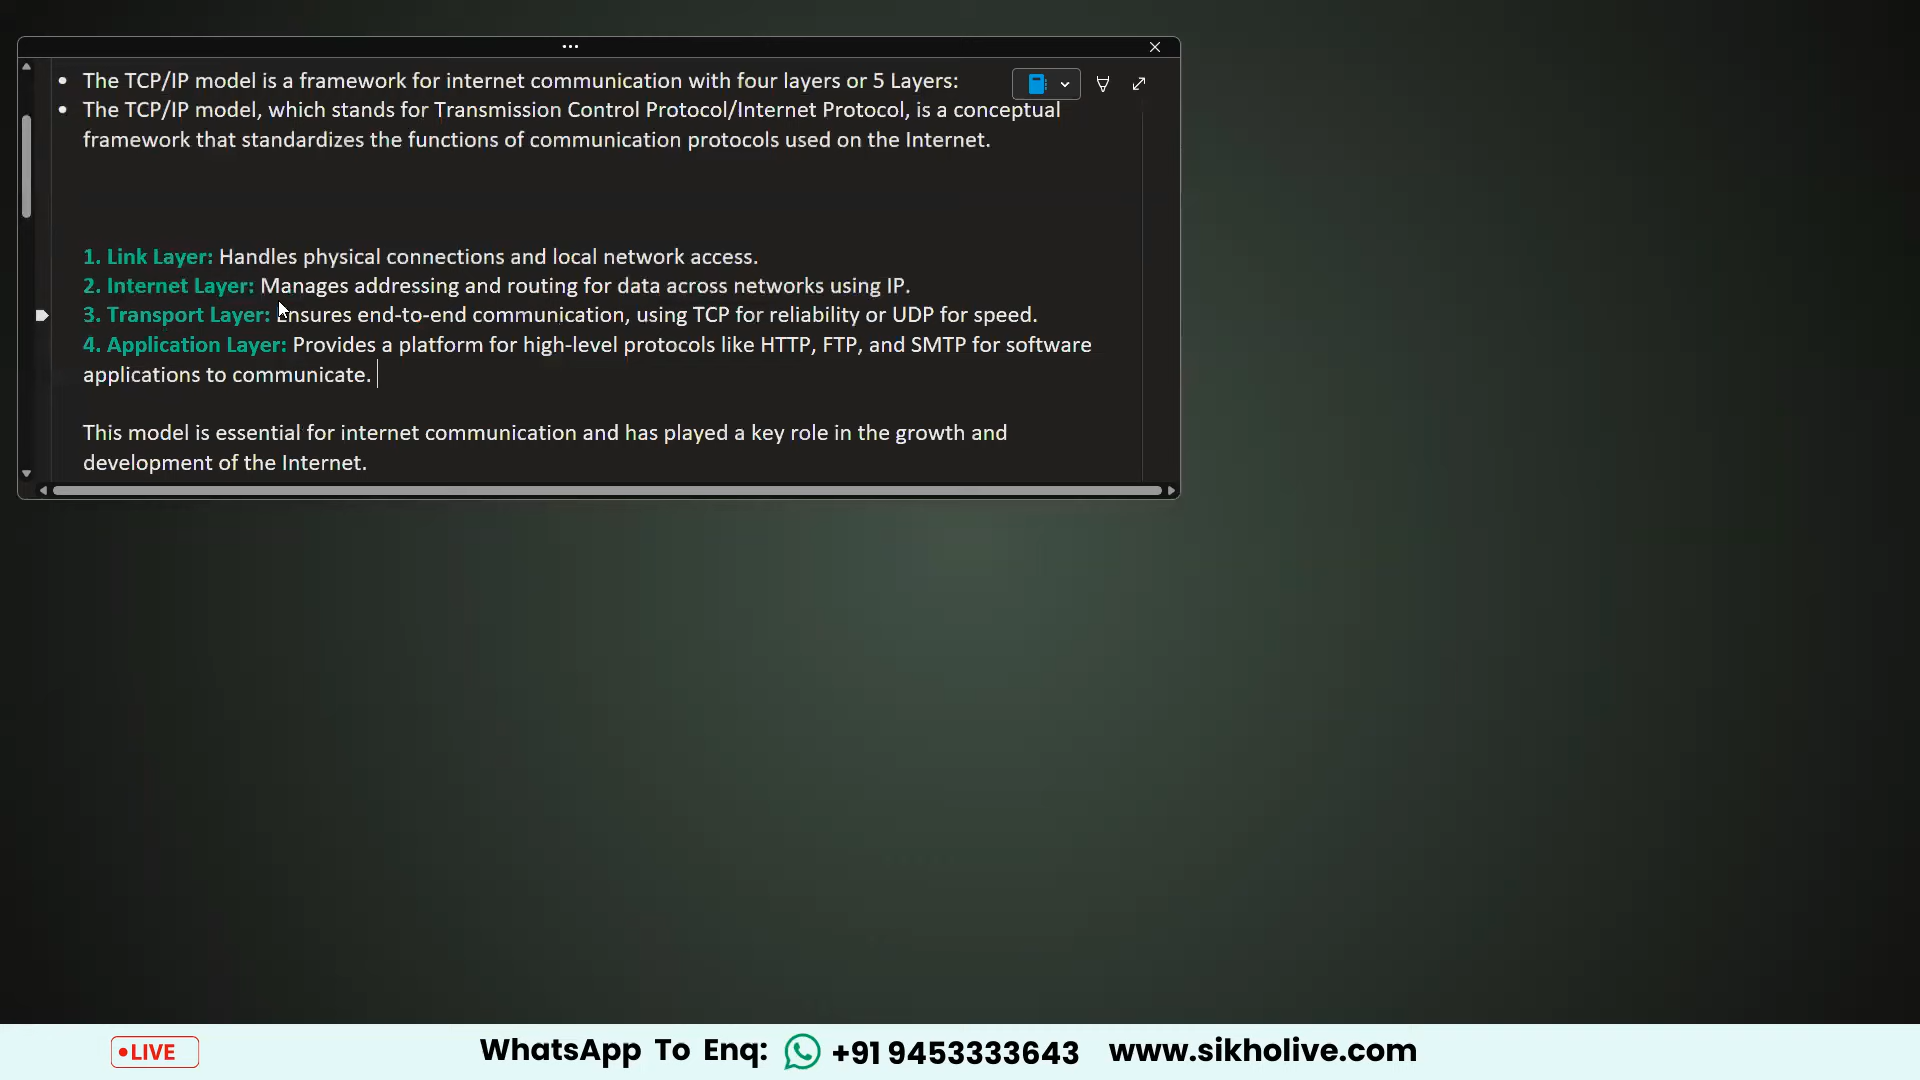 • The TCP/IP model is a framework for internet communication with four layers or 5 Layers:
• The TCP/IP model, which stands for Transmission Control Protocol/Internet Protocol, is a conceptual
framework that standardizes the functions of communication protocols used on the Internet.
1. Link Layer: Handles physical connections and local network access.
2. Internet Layer: Manages addressing and routing for data across networks using IP.
3. Transport Layer: Ensures end-to-end communication, using TCP for reliability or UDP for speed.
4. Application Layer: Provides a platform for high-level protocols like HTTP, FTP, and SMTP for software
applications to communicate.
This model is essential for internet communication and has played a key role in the growth and
development of the Internet.
•LIVE WhatsApp To Enq: +91 9453333643 www.sikholive.com